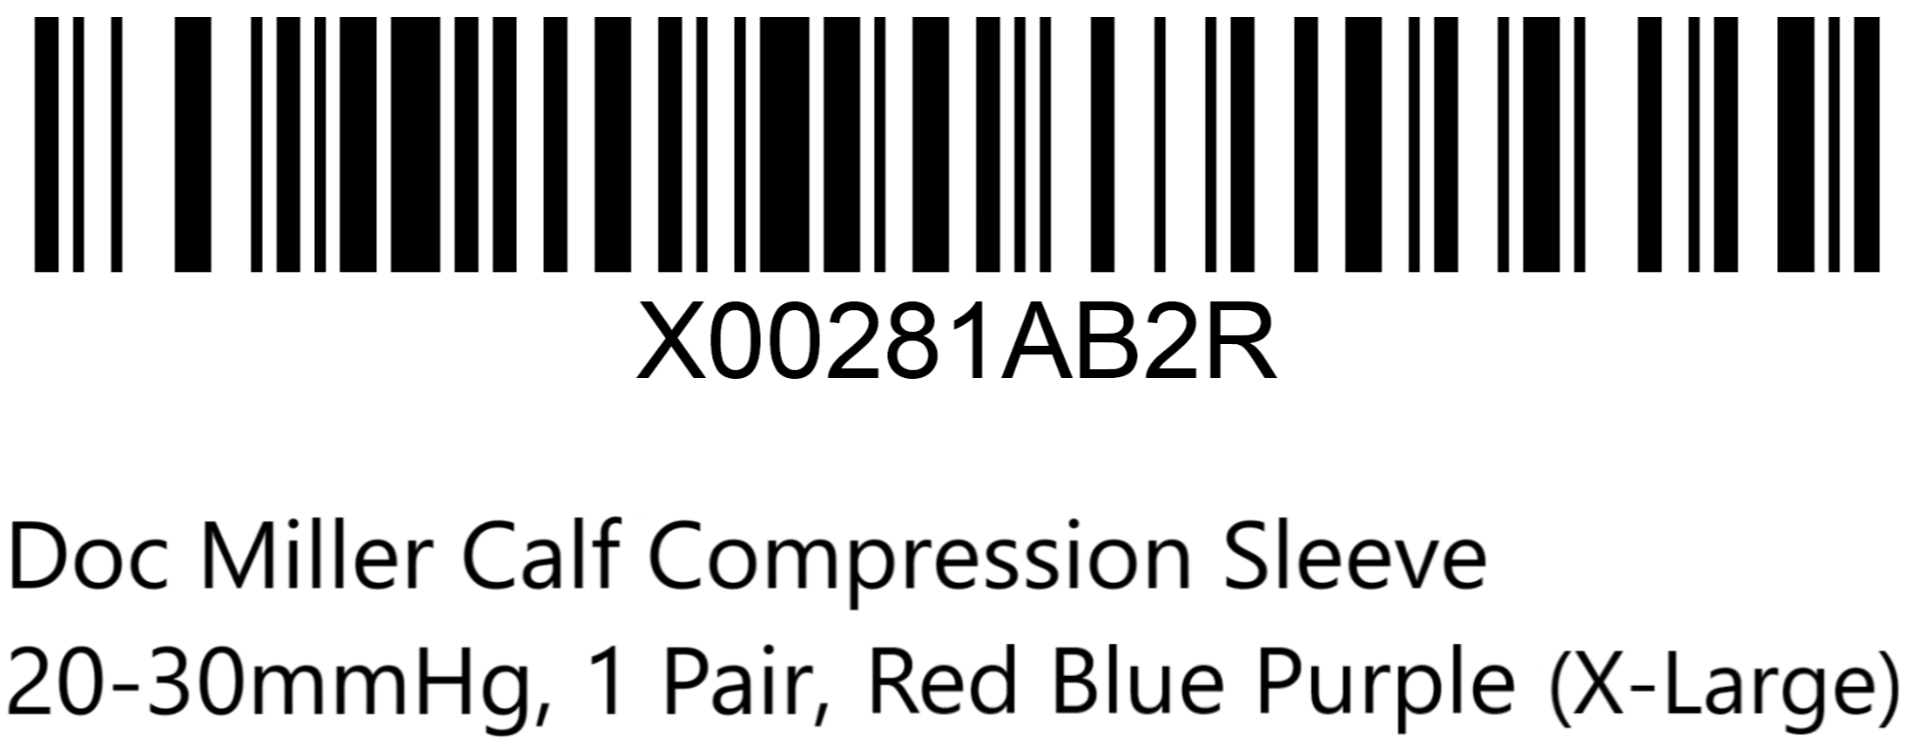 X00281AB2R
Doc Miller Calf Compression Sleeve
20-30mmHg, 1 Pair, Red Blue Purple (X-Large)